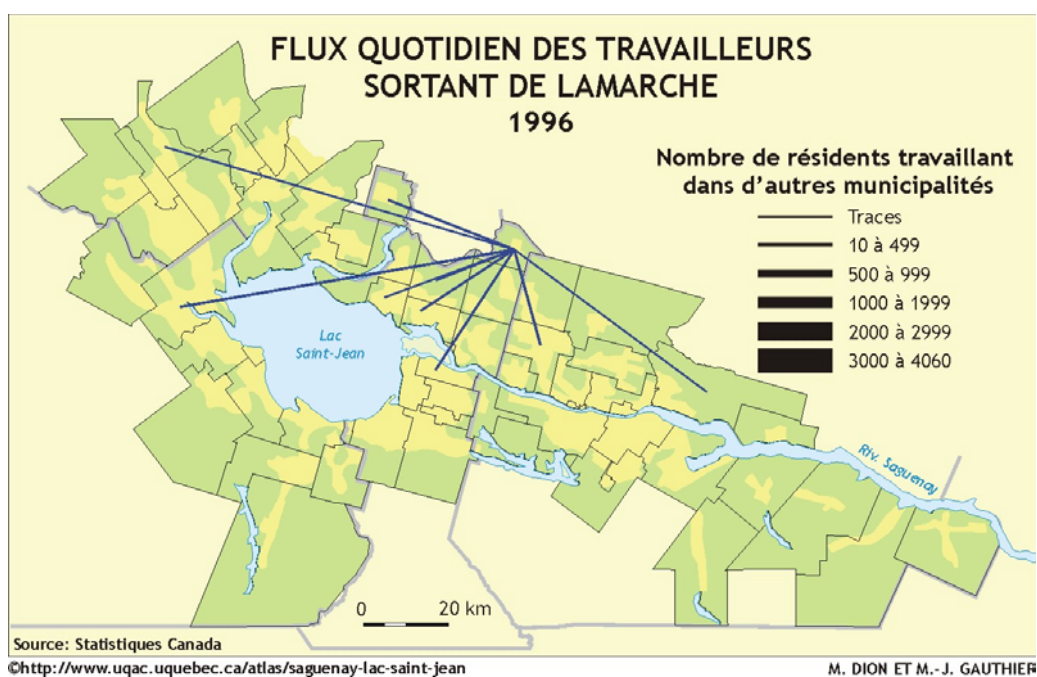 FLUX QUOTIDIEN DES TRAVAILLEURS
SORTANT DE LAMARCHE
1996
Nombre de résidents travaillant
dans d'autres municipalités
Traces
10 à 499
500 à 999
1000 à 1999
2000 à 2999
3000 à 4060
Lac
Saint-Jean
Riv. Saguenay
0 20 km
Source: Statistiques Canada
©http://www.uqac.uquebec.ca/atlas/saguenay-lac-saint-jean
M. DION ET M.-J. GAUTHIER